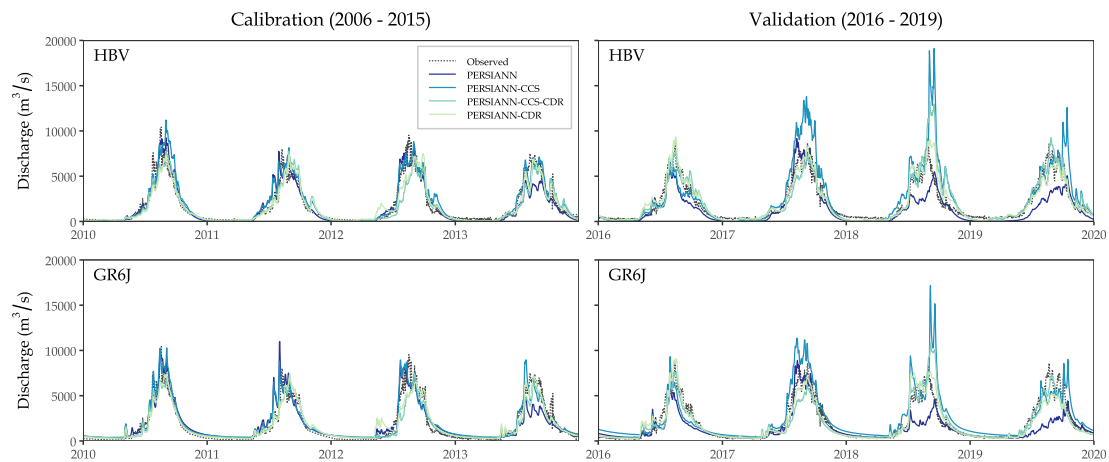 Calibration (2006 - 2015)
Validation (2016 - 2019)
Discharge (m³/s)
20000
15000
10000
5000
0
HBV
Observed
PERSIANN
PERSIANN-CCS
PERSIANN-CCS-CDR
PERSIANN-CDR
2010
2011
2012
2013
HBV
2016
2017
2018
2019
2020
Discharge (m³/s)
20000
15000
10000
5000
0
GR6J
2010
2011
2012
2013
GR6J
2016
2017
2018
2019
2020